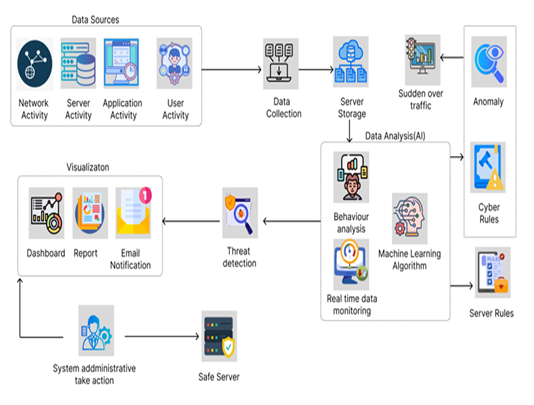 Data Sources
Network
Activity
Server
Activity
Application
Activity
User
Activity
Data
Collection
Server
Storage
Sudden over
traffic
Anomaly
Data Analysis(AI)
Cyber
Rules
Behaviour
analysis
Machine Learning
Algorithm
Real time data
monitoring
Server Rules
Visualizaton
Dashboard
Report
1
Email
Notification
Threat
detection
System addministrative
take action
Safe Server